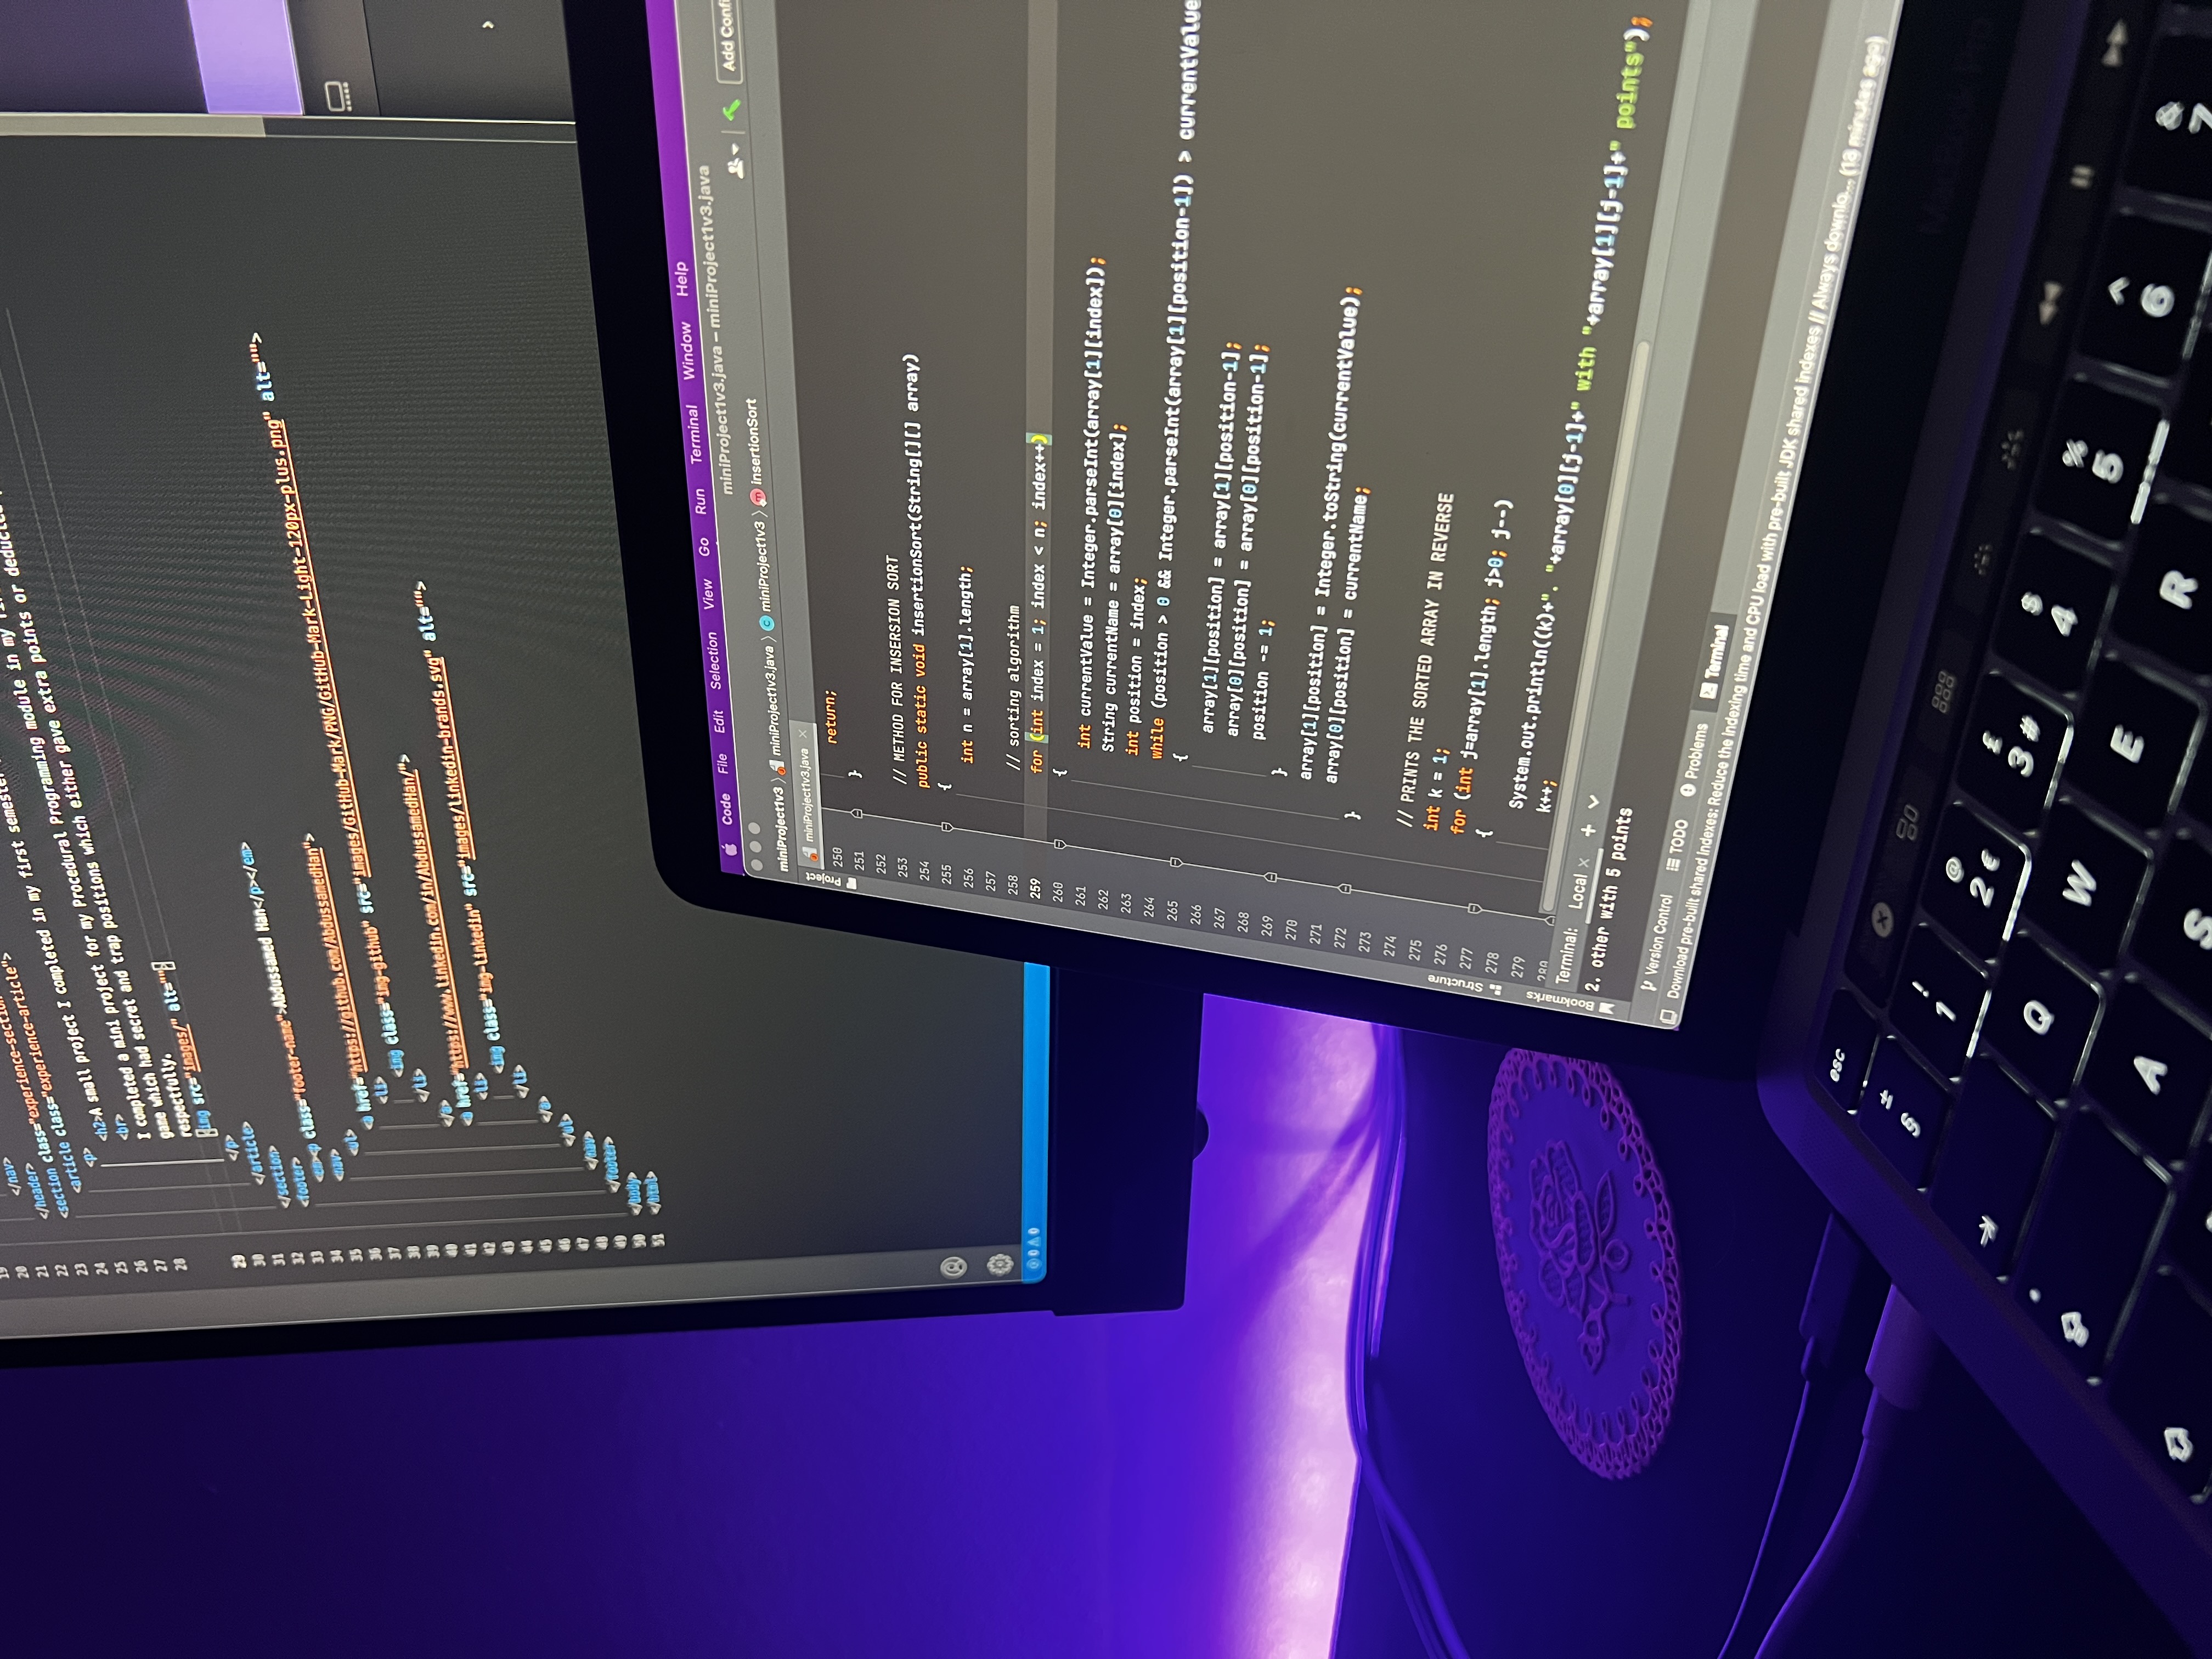 19
20 </nav>
21 </header>
22 <section class="experience-section
23 <article class="experience-article">
24 <p>
25 <h2>A small project I completed in my first semester
26 <br>
27 I completed a mini project for my Procedural Programming module in my
28 game which had secret and trap positions which either gave extra points or deducted
respectfully.
<img src="images/" alt="">
29 </p>
30 </article>
31 </section>
32 <footer>
33 <em><p class="footer-name">Abdussamed Han</p></em>
34 <nav>
35 <ul>
36 <a href="https://github.com/AbdussamedHan">
37 <li>
38 <img class="img-github" src="images/GitHub-Mark/PNG/GitHub-Mark-Light-120px-plus.png" alt="">
39 </li>
40 </a>
41 <a href="https://www.linkedin.com/in/AbdussamedHan/">
42 <li>
43 <img class="img-linkedin" src="images/linkedin-brands.svg" alt="">
44 </li>
45 </a>
46 </ul>
47 </nav>
48 </footer>
49 </body>
50 </html>
51
0 0
Code File Edit Selection View Go Run Terminal Window Help
miniProject1v3.java – miniProject1v3.java
miniProject1v3 miniProject1v3.java miniProject1v3 insertionSort
Add Confi
Project
miniProject1v3.java
250 return;
251 }
252
253 // METHOD FOR INSERSION SORT
254 public static void insertionSort(String[][] array)
255 {
256 int n = array[1].length;
257
258 // sorting algorithm
259 for (int index = 1; index < n; index++)
260 {
261 int currentValue = Integer.parseInt(array[1][index]);
262 String currentName = array[0][index];
263 int position = index;
264 while (position > 0 && Integer.parseInt(array[1][position-1]) > currentValue
265 {
266 array[1][position] = array[1][position-1];
267 array[0][position] = array[0][position-1];
268 position -= 1;
269 }
270 array[1][position] = Integer.toString(currentValue);
271 array[0][position] = currentName;
272 }
273
274 // PRINTS THE SORTED ARRAY IN REVERSE
275 int k = 1;
276 for (int j=array[1].length; j>0; j--)
277 {
278 System.out.println((k)+". "+array[0][j-1]+" with "+array[1][j-1]+" points");
279 k++;
280
Structure
Bookmarks
Terminal: Local
2. other with 5 points
Version Control TODO Problems Terminal
Download pre-built shared indexes: Reduce the indexing time and CPU load with pre-built JDK shared indexes // Always downlo... (18 minutes ago)
MacBook Pro
esc
± § ! 1 @ 2 € £ 3 # $ 4 % 5 ^ 6 & 7
Q W E R
A S